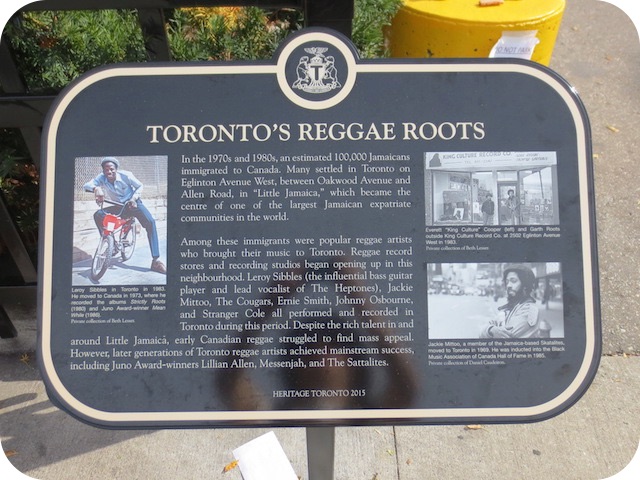 DO NOT PARK
T
TORONTO'S REGGAE ROOTS
In the 1970s and 1980s, an estimated 100,000 Jamaicans
immigrated to Canada. Many settled in Toronto on
Eglinton Avenue West, between Oakwood Avenue and
Allen Road, in "Little Jamaica," which became the
centre of one of the largest Jamaican expatriate
communities in the world.
Among these immigrants were popular reggae artists
who brought their music to Toronto. Reggae record
stores and recording studios began opening up in this
neighbourhood. Leroy Sibbles (the influential bass guitar
player and lead vocalist of The Heptones), Jackie
Mittoo, The Cougars, Ernie Smith, Johnny Osbourne,
and Stranger Cole all performed and recorded in
Toronto during this period. Despite the rich talent in and
around Little Jamaica, early Canadian reggae struggled to find mass appeal.
However, later generations of Toronto reggae artists achieved mainstream success,
including Juno Award–winners Lillian Allen, Messenjah, and The Sattalites.
Leroy Sibbles in Toronto in 1983.
He moved to Canada in 1973, where he
recorded the albums Strictly Roots
(1980) and Juno Award-winner Mean
While (1986).
Private collection of Beth Lesser.
KING CULTURE RECORD CO.
Everett "King Culture" Cooper (left) and Garth Roots
outside King Culture Record Co. at 2502 Eglinton Avenue
West in 1983.
Private collection of Beth Lesser.
Jackie Mittoo, a member of the Jamaica-based Skatalites,
moved to Toronto in 1969. He was inducted into the Black
Music Association of Canada Hall of Fame in 1985.
HERITAGE TORONTO 2015